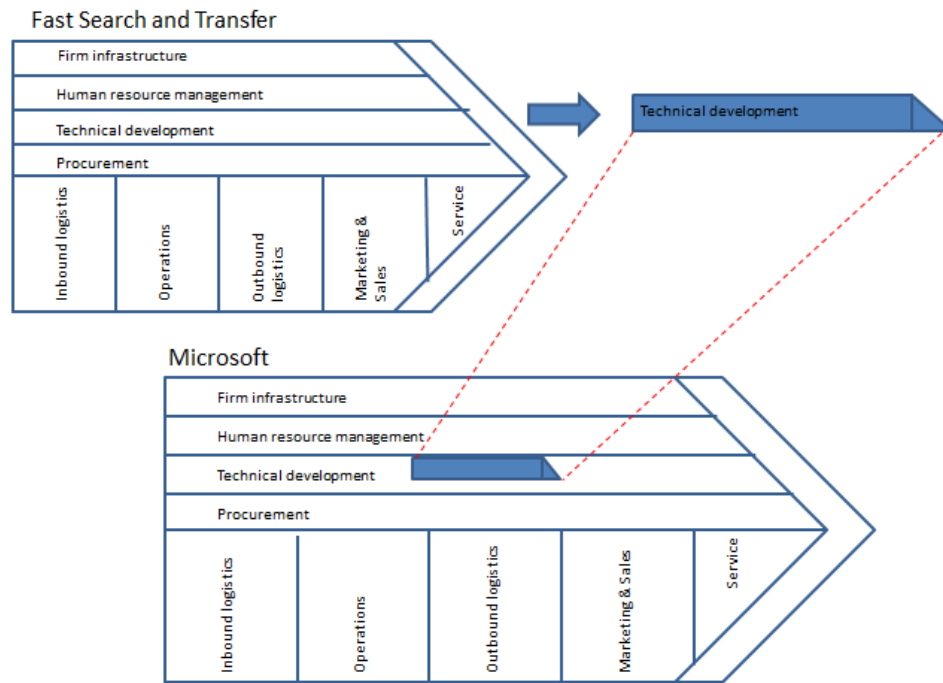 Fast Search and Transfer
Firm infrastructure
Human resource management
Technical development
Procurement
Inbound logistics
Operations
Outbound
logistics
Marketing &
Sales
Service
Technical development
Microsoft
Firm infrastructure
Human resource management
Technical development
Procurement
Inbound logistics
Operations
Outbound logistics
Marketing & Sales
Service